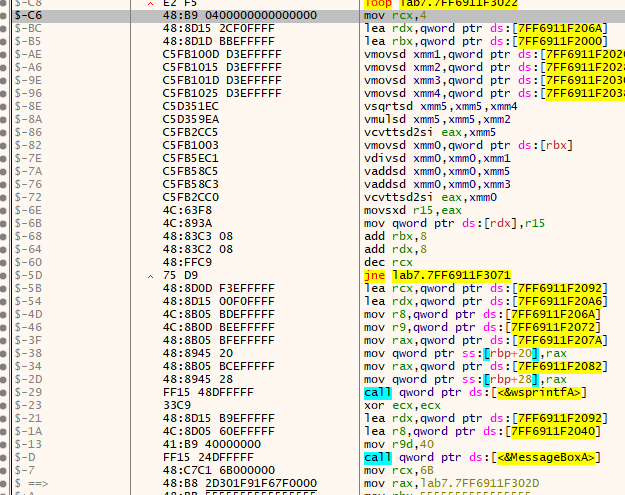 $-C8 ^ E2 F5 loop lab7.7FF6911F3022
$-C6 48:B9 0400000000000000 mov rcx,4
$-BC 48:8D15 2CF0FFFF lea rdx,qword ptr ds:[7FF6911F206A]
$-B5 48:8D1D BBEFFFFF lea rbx,qword ptr ds:[7FF6911F2000]
$-AE C5FB100D D3EFFFFF vmovsd xmm1,qword ptr ds:[7FF6911F2020
$-A6 C5FB1015 D3EFFFFF vmovsd xmm2,qword ptr ds:[7FF6911F2028
$-9E C5FB101D D3EFFFFF vmovsd xmm3,qword ptr ds:[7FF6911F2030
$-96 C5FB1025 D3EFFFFF vmovsd xmm4,qword ptr ds:[7FF6911F2038
$-8E C5D351EC vsqrtsd xmm5,xmm5,xmm4
$-8A C5D359EA vmulsd xmm5,xmm5,xmm2
$-86 C5FB2CC5 vcvttsd2si eax,xmm5
$-82 C5FB1003 vmovsd xmm0,qword ptr ds:[rbx]
$-7E C5FB5EC1 vdivsd xmm0,xmm0,xmm1
$-7A C5FB58C5 vaddsd xmm0,xmm0,xmm5
$-76 C5FB58C3 vaddsd xmm0,xmm0,xmm3
$-72 C5FB2CC0 vcvttsd2si eax,xmm0
$-6E 4C:63F8 movsxd r15,eax
$-6B 4C:893A mov qword ptr ds:[rdx],r15
$-68 48:83C3 08 add rbx,8
$-64 48:83C2 08 add rdx,8
$-60 48:FFC9 dec rcx
$-5D ^ 75 D9 jne lab7.7FF6911F3071
$-5B 48:8D0D F3EFFFFF lea rcx,qword ptr ds:[7FF6911F2092]
$-54 48:8D15 00F0FFFF lea rdx,qword ptr ds:[7FF6911F20A6]
$-4D 4C:8B05 BDEFFFFF mov r8,qword ptr ds:[7FF6911F206A]
$-46 4C:8B0D BEEFFFFF mov r9,qword ptr ds:[7FF6911F2072]
$-3F 48:8B05 BFEFFFFF mov rax,qword ptr ds:[7FF6911F207A]
$-38 48:8945 20 mov qword ptr ss:[rbp+20],rax
$-34 48:8B05 BCEFFFFF mov rax,qword ptr ds:[7FF6911F2082]
$-2D 48:8945 28 mov qword ptr ss:[rbp+28],rax
$-29 FF15 48DFFFFF call qword ptr ds:[<&wsprintfA>]
$-23 33C9 xor ecx,ecx
$-21 48:8D15 B9EFFFFF lea rdx,qword ptr ds:[7FF6911F2092]
$-1A 4C:8D05 60EFFFFF lea r8,qword ptr ds:[7FF6911F2040]
$-13 41:B9 40000000 mov r9d,40
$-D FF15 24DFFFFF call qword ptr ds:[<&MessageBoxA>]
$-7 48:C7C1 6B000000 mov rcx,6B
$ ==> 48:B8 2D301F91F67F0000 mov rax,lab7.7FF6911F302D